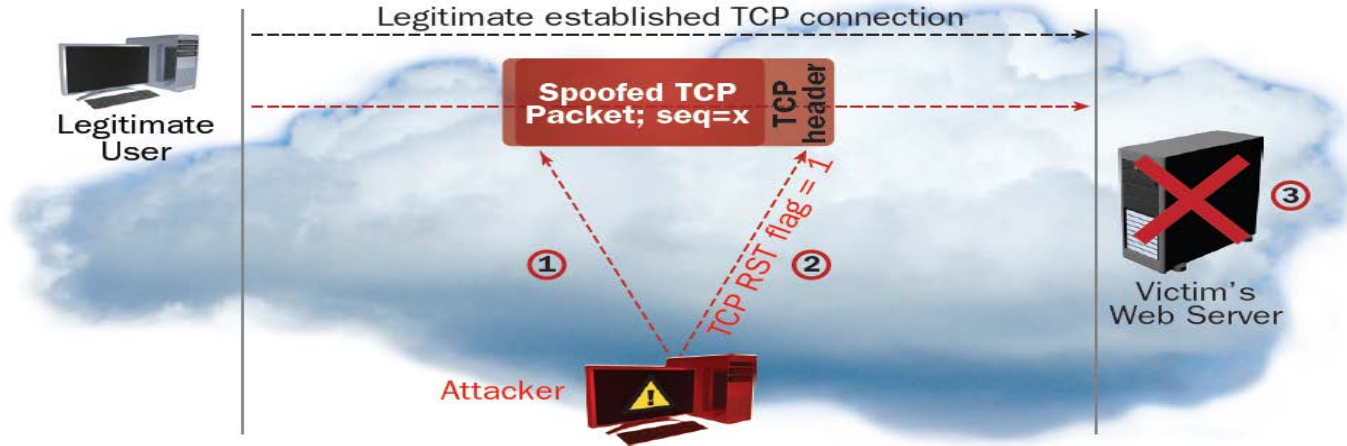 Legitimate established TCP connection
Legitimate
User
Spoofed TCP
Packet; seq=x
TCP
header
1
TCP RST flag = 1
2
3
Victim's
Web Server
Attacker